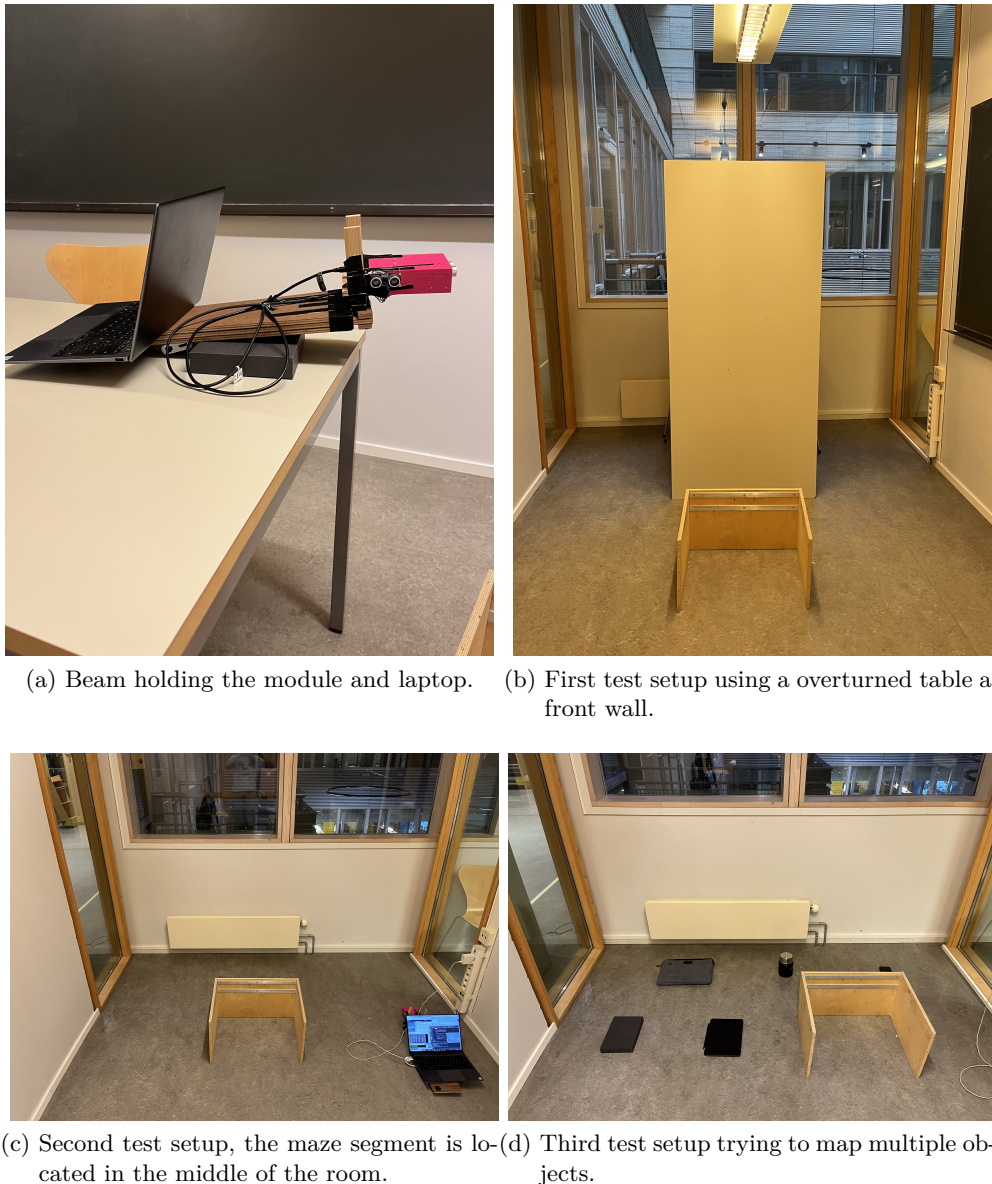 (a) Beam holding the module and laptop.
(b) First test setup using a overturned table a
front wall.
(c) Second test setup, the maze segment is lo-
cated in the middle of the room.
(d) Third test setup trying to map multiple ob-
jects.